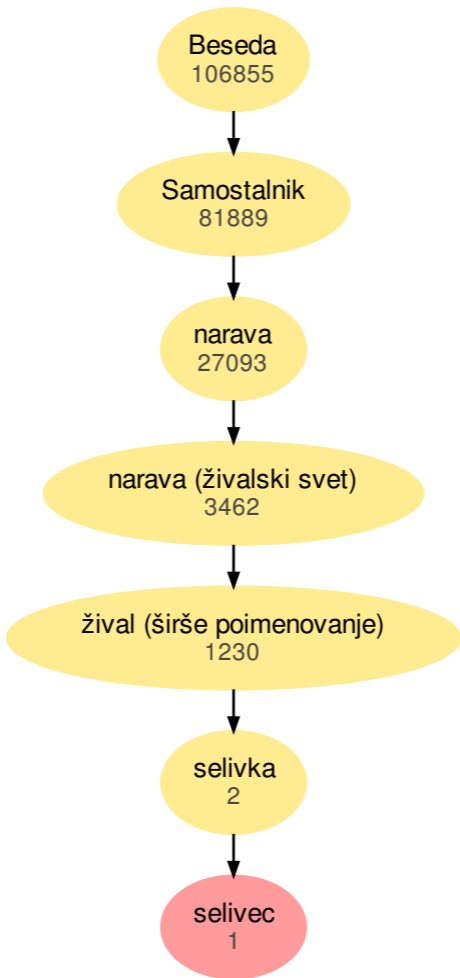 Beseda
106855
Samostalnik
81889
narava
27093
narava (živalski svet)
3462
žival (širše poimenovanje)
1230
selivka
2
selivec
1